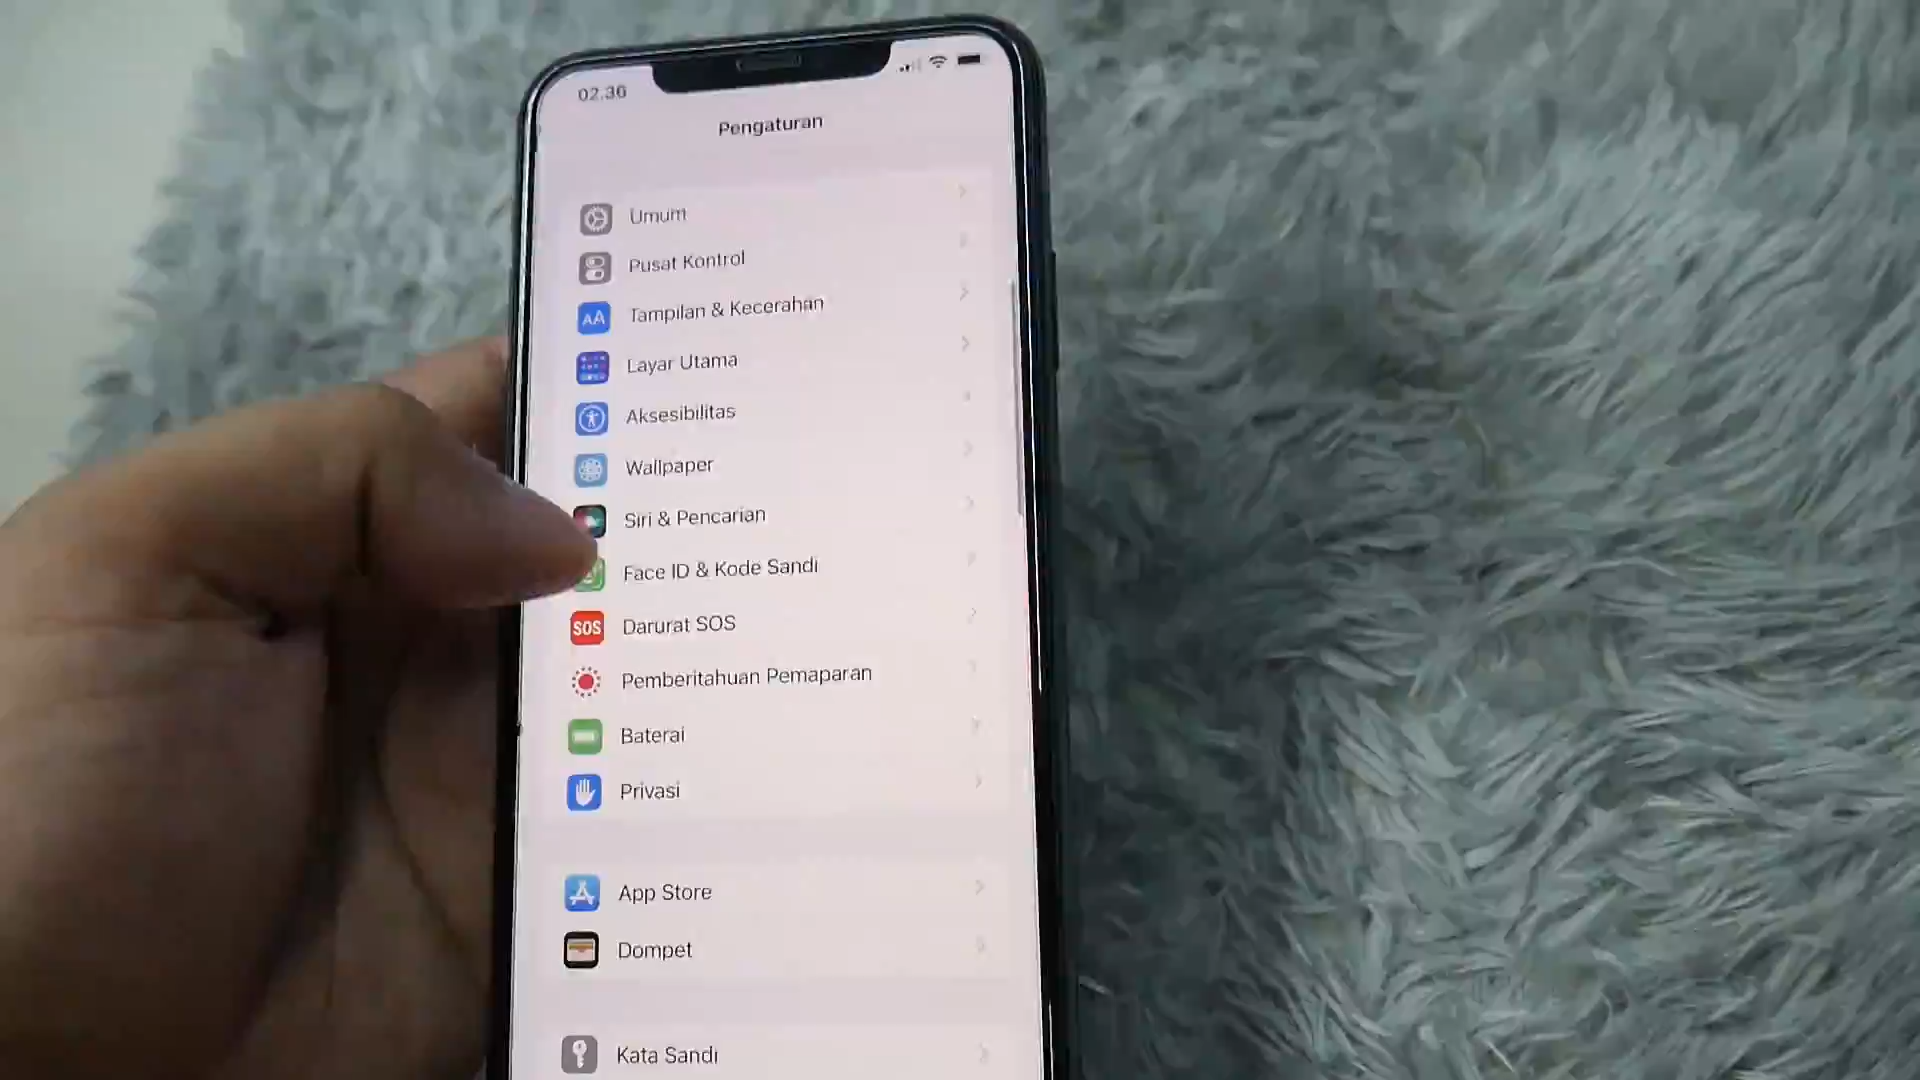 02.36
Pengaturan
Umum
Pusat Kontrol
AA Tampilan & Kecerahan
Layar Utama
Aksesibilitas
Wallpaper
Siri & Pencarian
Face ID & Kode Sandi
SOS Darurat SOS
Pemberitahuan Pemaparan
Baterai
Privasi
App Store
Dompet
Kata Sandi